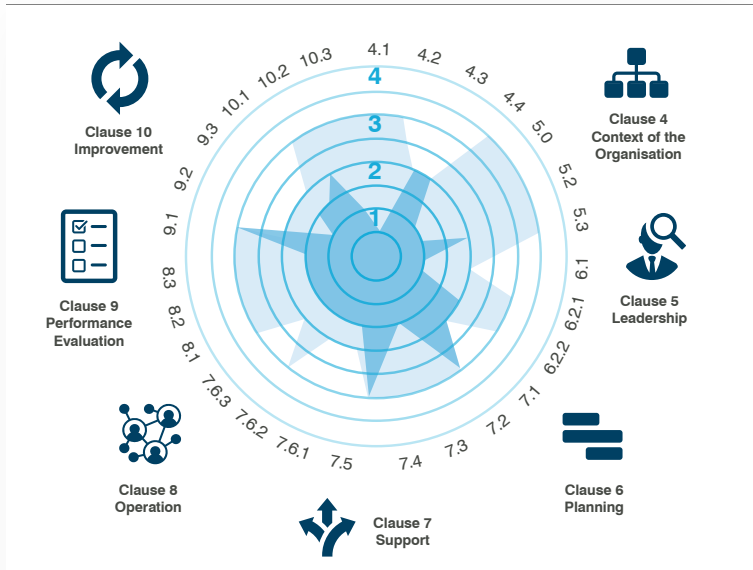 4.1
4.2
4.3
4.4
5.0
5.2
5.3
6.1
6.2.1
6.2.2
7.1
7.2
7.3
7.4
7.5
7.6.1
7.6.2
7.6.3
8.1
8.2
8.3
9.1
9.2
9.3
10.1
10.2
10.3
4
3
2
1
Clause 4
Context of the
Organisation
Clause 5
Leadership
Clause 6
Planning
Clause 7
Support
Clause 8
Operation
Clause 9
Performance
Evaluation
Clause 10
Improvement